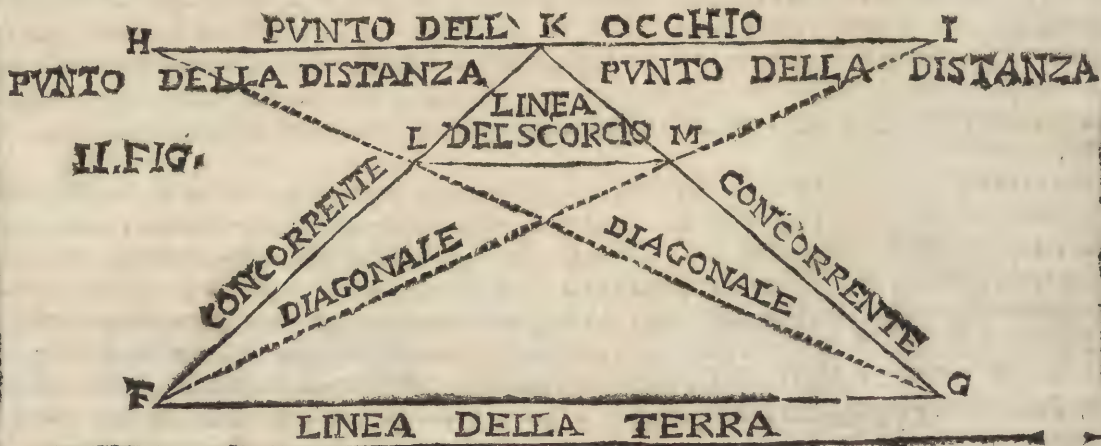 H PVNTO DELL' K OCCHIO I
PVNTO DELLA DISTANZA PVNTO DELLA DISTANZA
LINEA
L DEL SCORCIO M
II. FIG.
CONCORRENTE
DIAGONALE
DIAGONALE
CONCORRENTE
F
G
LINEA DELLA TERRA